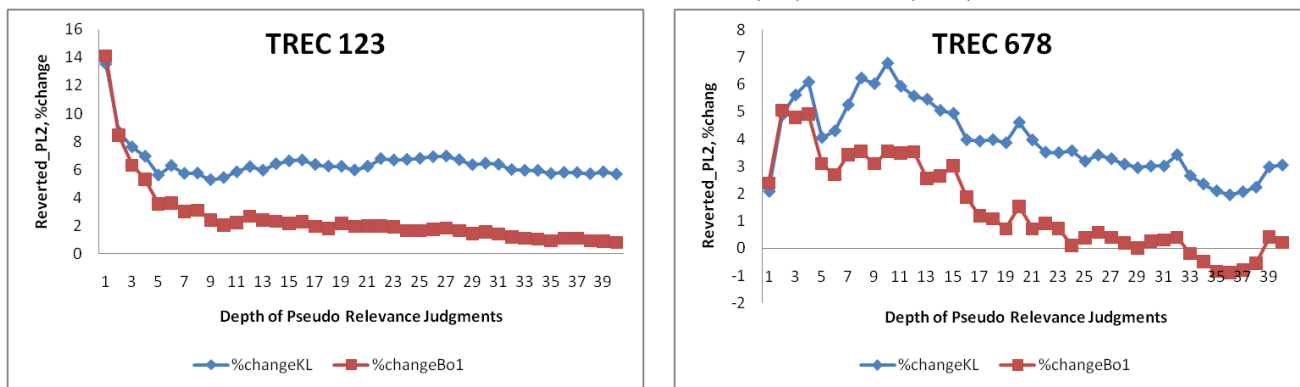 TREC 123
Reverted_PL2, %change
16
14
12
10
8
6
4
2
0
1 3 5 7 9 11 13 15 17 19 21 23 25 27 29 31 33 35 37 39
Depth of Pseudo Relevance Judgments
%changeKL %changeBo1
TREC 678
Reverted_PL2, %chang
8
7
6
5
4
3
2
1
0
-1
-2
1 3 5 7 9 11 13 15 17 19 21 23 25 27 29 31 33 35 37 39
Depth of Pseudo Relevance Judgments
%changeKL %changeBo1